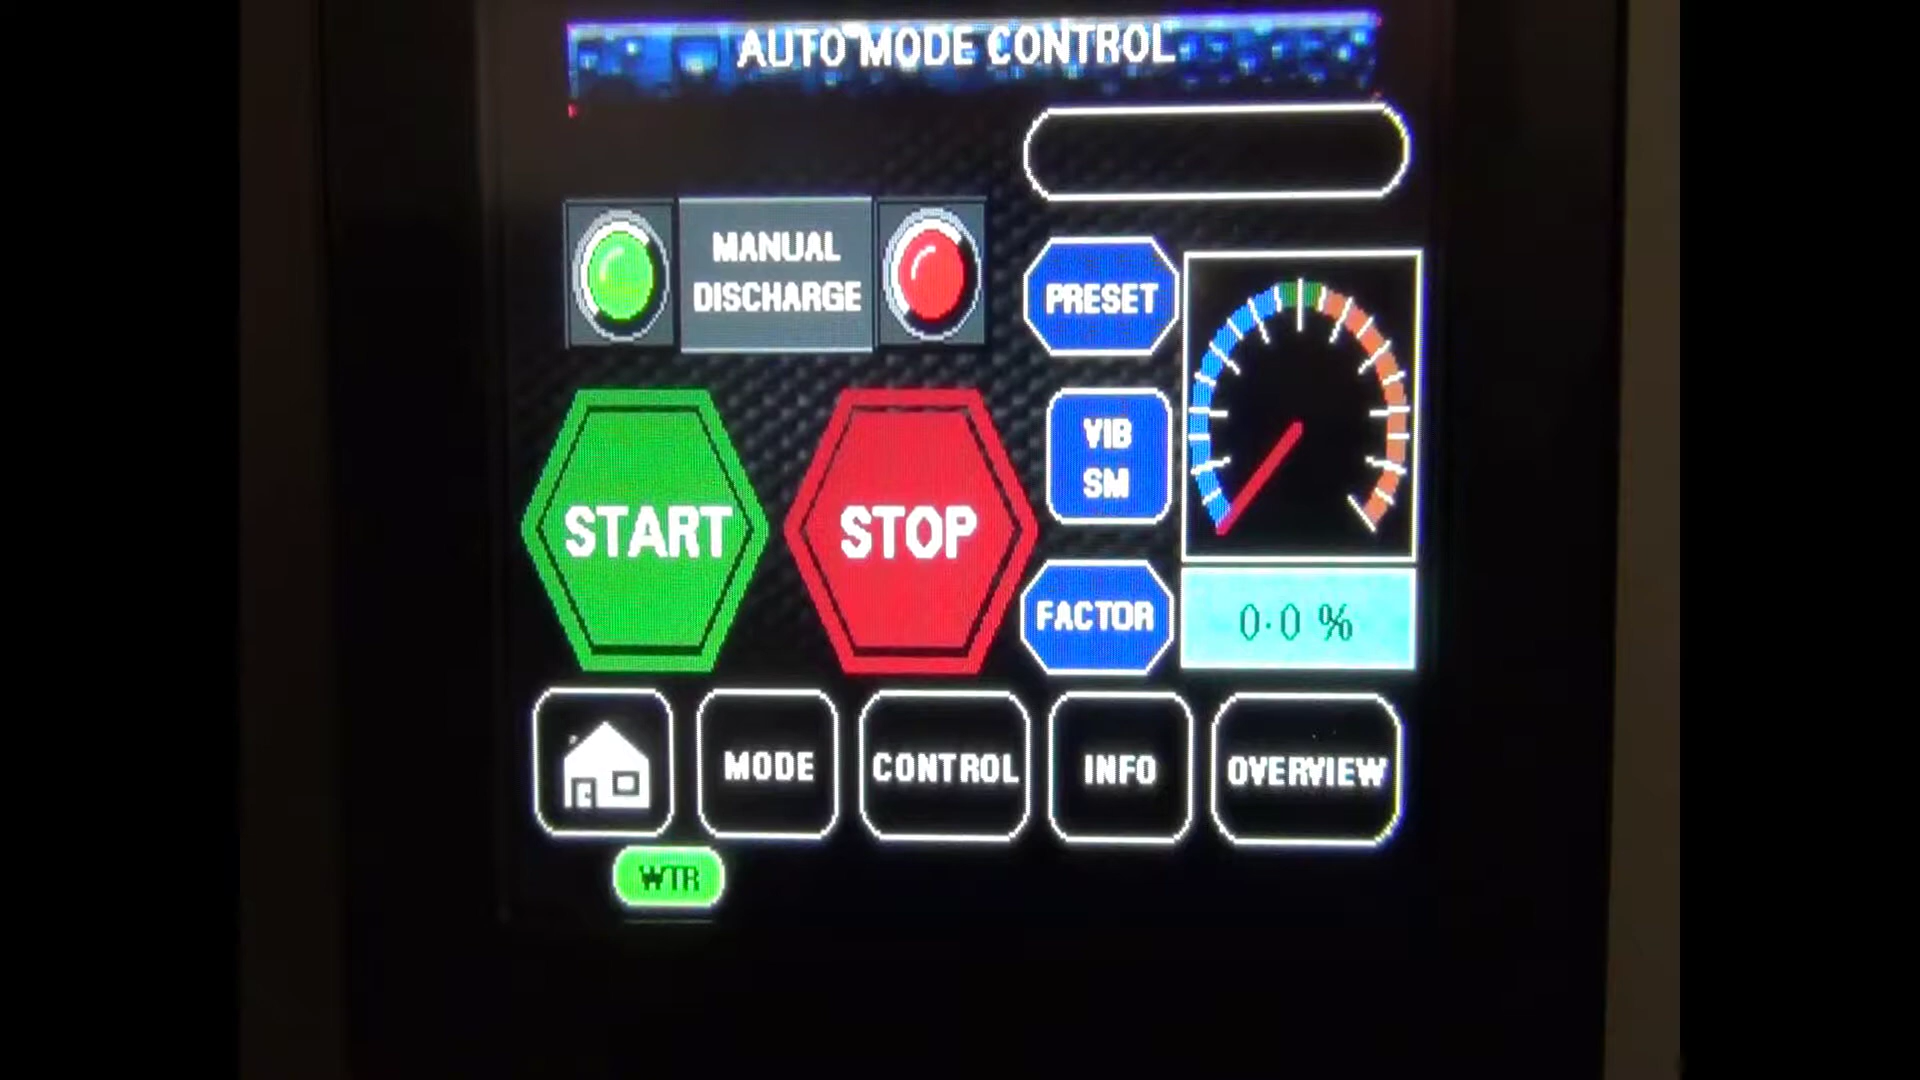 AUTO MODE CONTROL
MANUAL
DISCHARGE
PRESET
VIB
SM
START
STOP
FACTOR
0.0 %
MODE
CONTROL
INFO
OVERVIEW
WTR